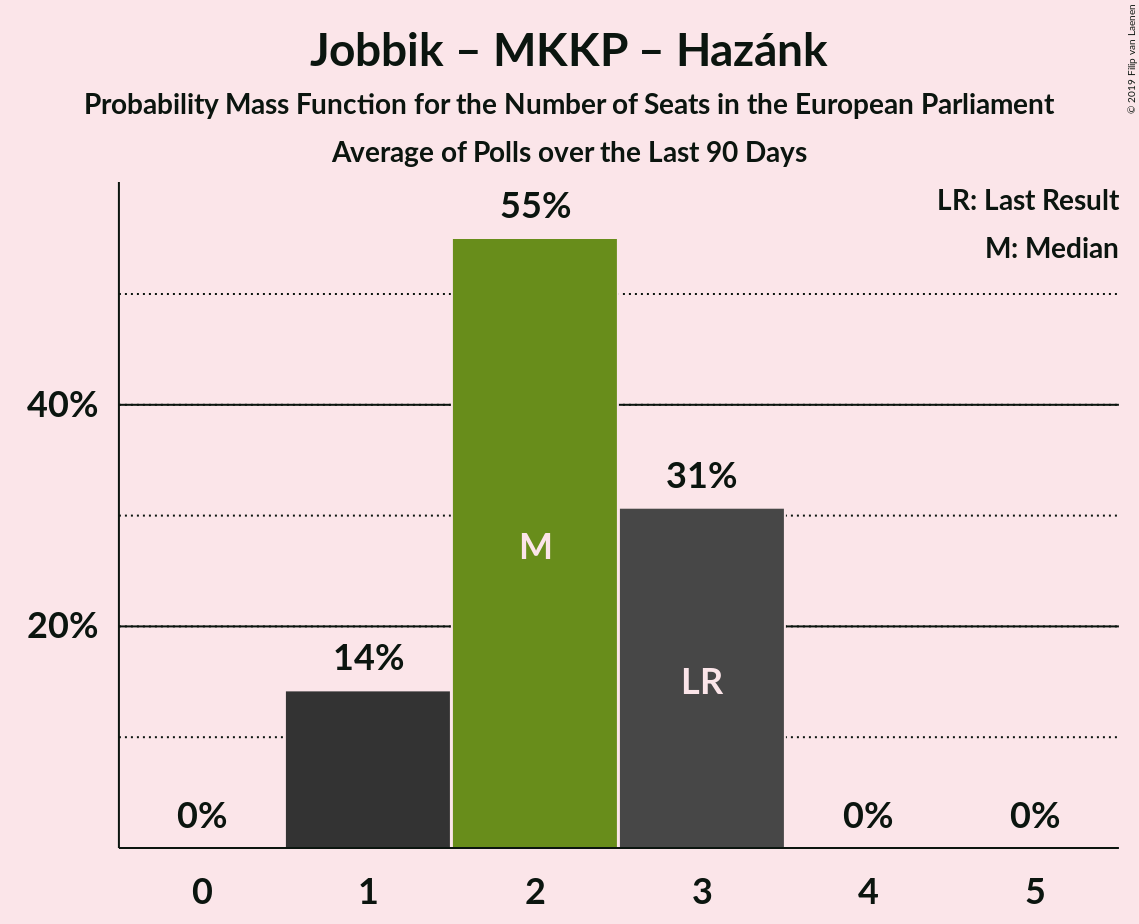 Jobbik – MKKP – Hazánk
Probability Mass Function for the Number of Seats in the European Parliament
Average of Polls over the Last 90 Days
© 2019 Filip van Laenen
LR: Last Result
M: Median
55%
40%
31%
M
20%
14%
LR
0%
0%
0%
0
1
2
3
4
5